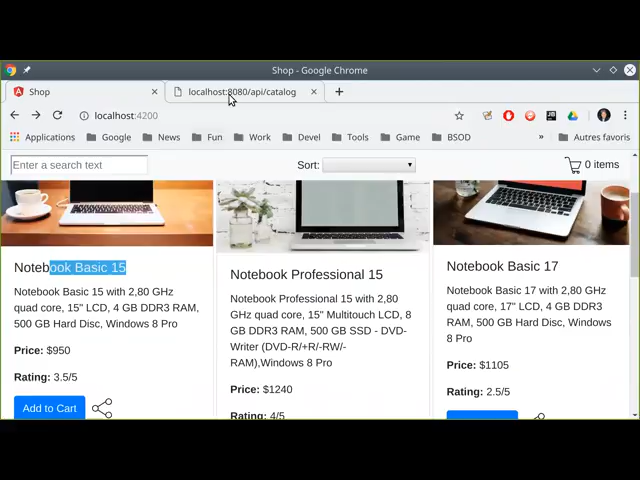 Shop - Google Chrome
Shop
localhost:8080/api/catalog
localhost:4200
Applications Google News Fun Work Devel Tools Game BSOD » Autres favoris
Enter a search text Sort: 0 items
Notebook Basic 15
Notebook Basic 15 with 2,80 GHz
quad core, 15" LCD, 4 GB DDR3 RAM,
500 GB Hard Disc, Windows 8 Pro
Price: $950
Rating: 3.5/5
Add to Cart
Notebook Professional 15
Notebook Professional 15 with 2,80
GHz quad core, 15" Multitouch LCD, 8
GB DDR3 RAM, 500 GB SSD - DVD-
Writer (DVD-R/+R/-RW/-
RAM),Windows 8 Pro
Price: $1240
Rating: 4/5
Notebook Basic 17
Notebook Basic 17 with 2,80 GHz
quad core, 17" LCD, 4 GB DDR3
RAM, 500 GB Hard Disc, Windows
8 Pro
Price: $1105
Rating: 2.5/5